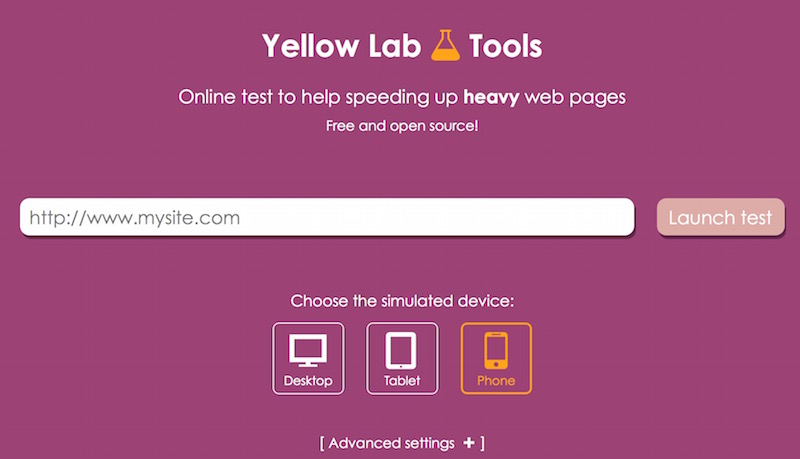 Yellow Lab Tools
Online test to help speeding up heavy web pages
Free and open source!
http://www.mysite.com
Launch test
Choose the simulated device:
Desktop
Tablet
Phone
[ Advanced settings + ]